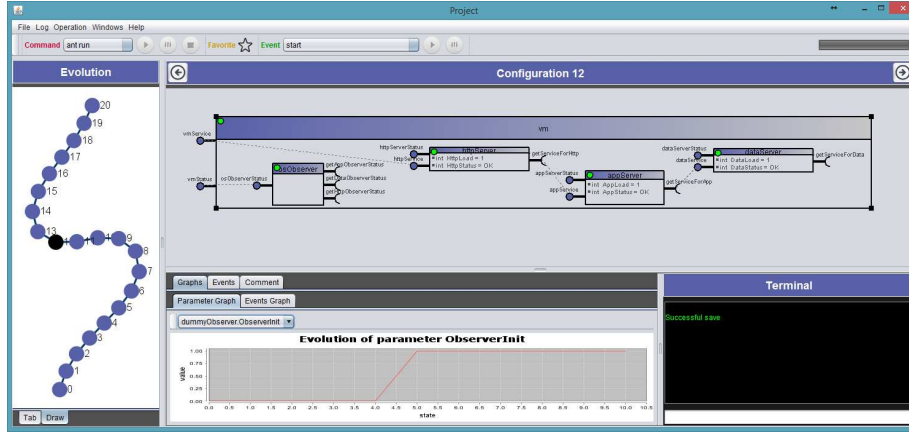 Project
File Log Operation Windows Help
Command ant run Favorite Event start
Evolution
20
19
18
17
16
15
14
13
11
9
8
7
6
5
4
3
2
1
0
Tab Draw
Configuration 12
vm
vmService
httpServerStatus
httpService
httpServer
int HttpLoad = 1
int HttpStatus = OK
getServiceForHttp
dataServerStatus
dataService
dataServer
int DataLoad = 1
int DataStatus = OK
getServiceForData
vmStatus
osObserverStatus
osObserver
getAppObserverStatus
getDataObserverStatus
getHttpObserverStatus
appServerStatus
appService
appServer
int AppLoad = 1
int AppStatus = OK
getServiceForApp
Graphs Events Comment
Parameter Graph Events Graph
dummyObserver.ObserverInit
Evolution of parameter ObserverInit
value
1.00
0.75
0.50
0.25
0.00
0.0 0.5 1.0 1.5 2.0 2.5 3.0 3.5 4.0 4.5 5.0 5.5 6.0 6.5 7.0 7.5 8.0 8.5 9.0 9.5 10.0 10.5
state
Terminal
Successful save